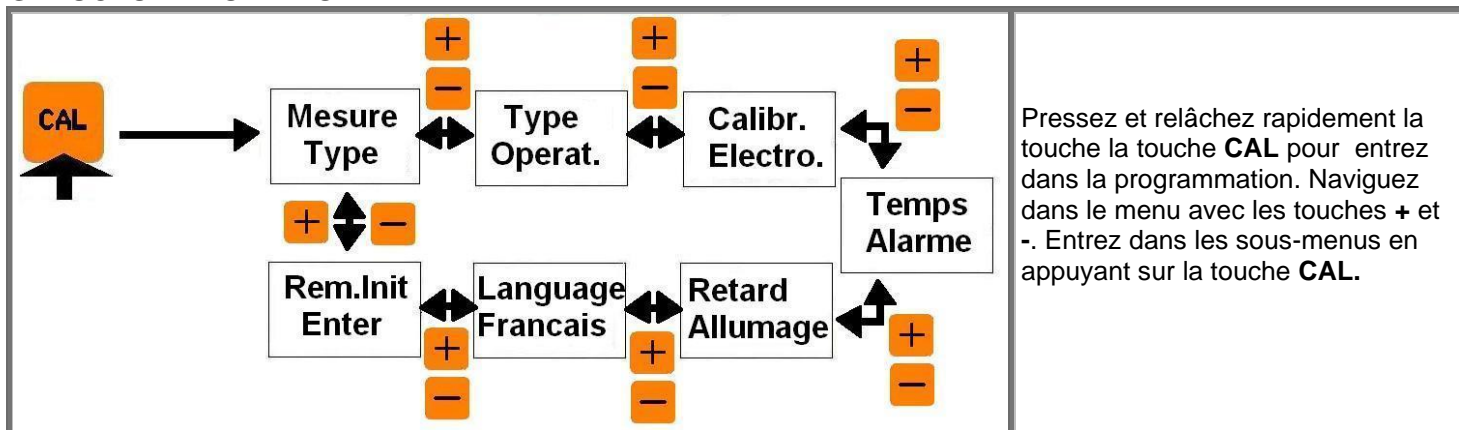 CAL
Mesure
Type
+
-
Type
Operat.
+
-
Calibr.
Electro.
+
-
Temps
Alarme
+
-
Retard
Allumage
+
-
Language
Francais
+
-
Rem.Init
Enter
+ -
Pressez et relâchez rapidement la
touche la touche CAL pour entrez
dans la programmation. Naviguez
dans le menu avec les touches + et
-. Entrez dans les sous-menus en
appuyant sur la touche CAL.